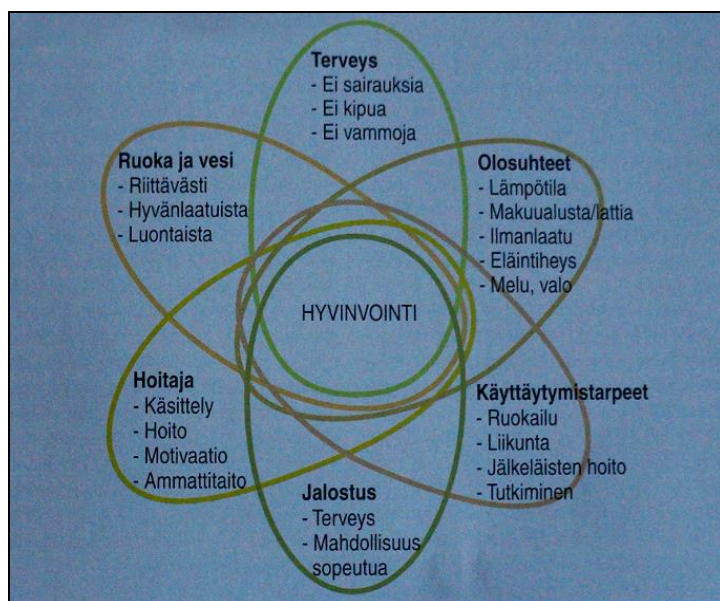 Terveys
- Ei sairauksia
- Ei kipua
- Ei vammoja
Ruoka ja vesi
- Riittävästi
- Hyvänlaatuista
- Luontaista
Olosuhteet
- Lämpötila
- Makuualusta/lattia
- Ilmanlaatu
- Eläintiheys
- Melu, valo
HYVINVOINTI
Hoitaja
- Käsittely
- Hoito
- Motivaatio
- Ammattitaito
Käyttäytymistarpeet
- Ruokailu
- Liikunta
- Jälkeläisten hoito
- Tutkiminen
Jalostus
- Terveys
- Mahdollisuus
sopeutua